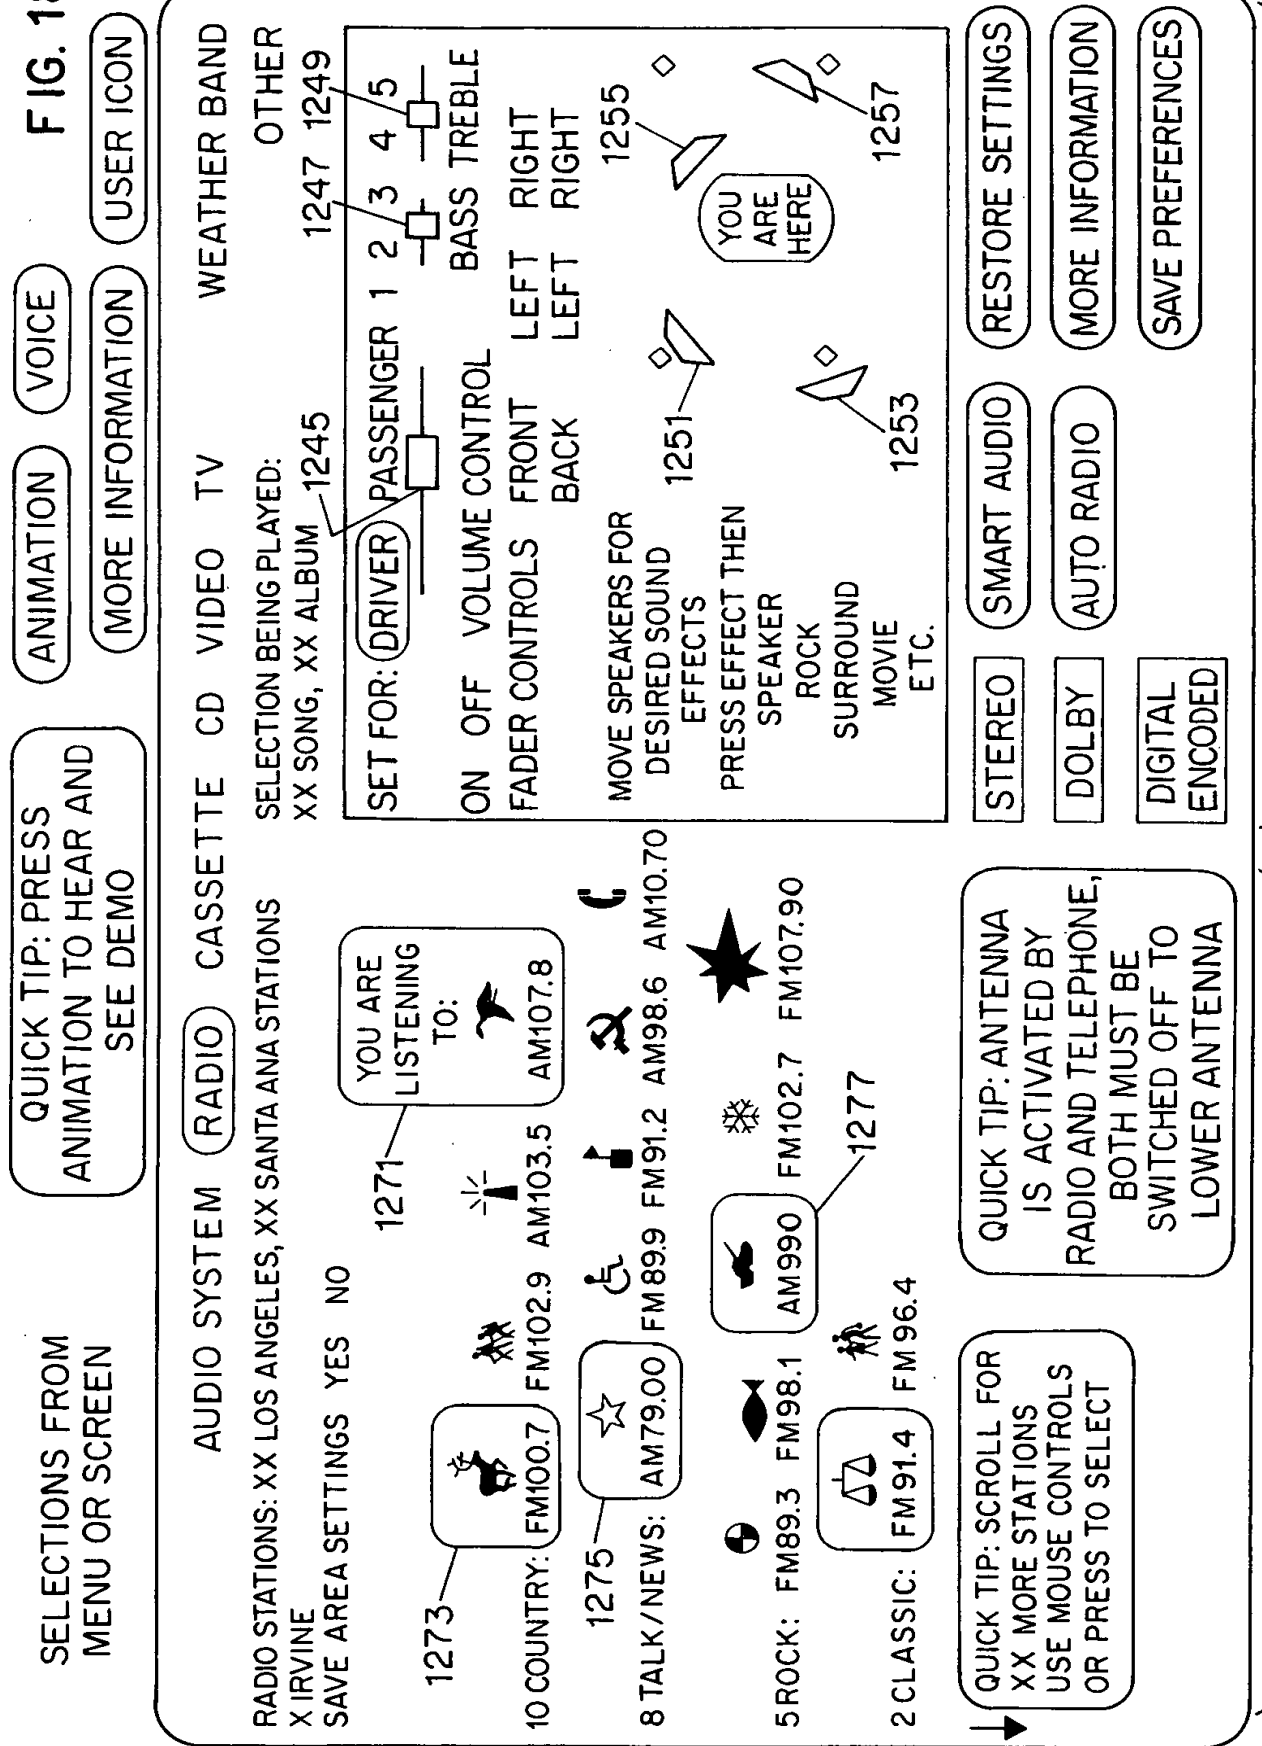 FIG. 18
SELECTIONS FROM
MENU OR SCREEN
QUICK TIP: PRESS
ANIMATION TO HEAR AND
SEE DEMO
ANIMATION
VOICE
MORE INFORMATION
USER ICON
AUDIO SYSTEM RADIO CASSETTE CD VIDEO TV WEATHER BAND
OTHER
RADIO STATIONS: XX LOS ANGELES, XX SANTA ANA STATIONS
X IRVINE
SAVE AREA SETTINGS YES NO
SELECTION BEING PLAYED:
XX SONG, XX ALBUM
1245
1247
1249
1271
YOU ARE
LISTENING
TO:
AM107.8
1273
10 COUNTRY: FM100.7 FM102.9 AM103.5
1275
8 TALK/NEWS: AM79.00 FM89.9 FM91.2 AM98.6 AM10.70
5 ROCK: FM89.3 FM98.1 AM990 FM102.7 FM107.90
1277
2 CLASSIC: FM91.4 FM96.4
SET FOR: DRIVER PASSENGER 1 2 3 4 5
ON OFF VOLUME CONTROL BASS TREBLE
FADER CONTROLS FRONT LEFT RIGHT
BACK LEFT RIGHT
MOVE SPEAKERS FOR
DESIRED SOUND
EFFECTS
PRESS EFFECT THEN
SPEAKER
ROCK
SURROUND
MOVIE
ETC.
1251
1253
1255
1257
YOU
ARE
HERE
QUICK TIP: SCROLL FOR
XX MORE STATIONS
USE MOUSE CONTROLS
OR PRESS TO SELECT
QUICK TIP: ANTENNA
IS ACTIVATED BY
RADIO AND TELEPHONE,
BOTH MUST BE
SWITCHED OFF TO
LOWER ANTENNA
STEREO
DOLBY
DIGITAL
ENCODED
SMART AUDIO
AUTO RADIO
RESTORE SETTINGS
MORE INFORMATION
SAVE PREFERENCES